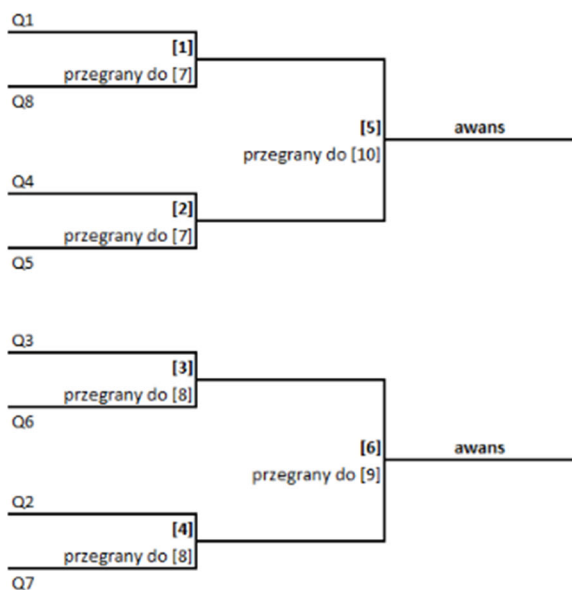 Q1
[1]
przegrany do [7]
Q8
[5]
awans
przegrany do [10]
Q4
[2]
przegrany do [7]
Q5
Q3
[3]
przegrany do [8]
Q6
[6]
awans
przegrany do [9]
Q2
[4]
przegrany do [8]
Q7